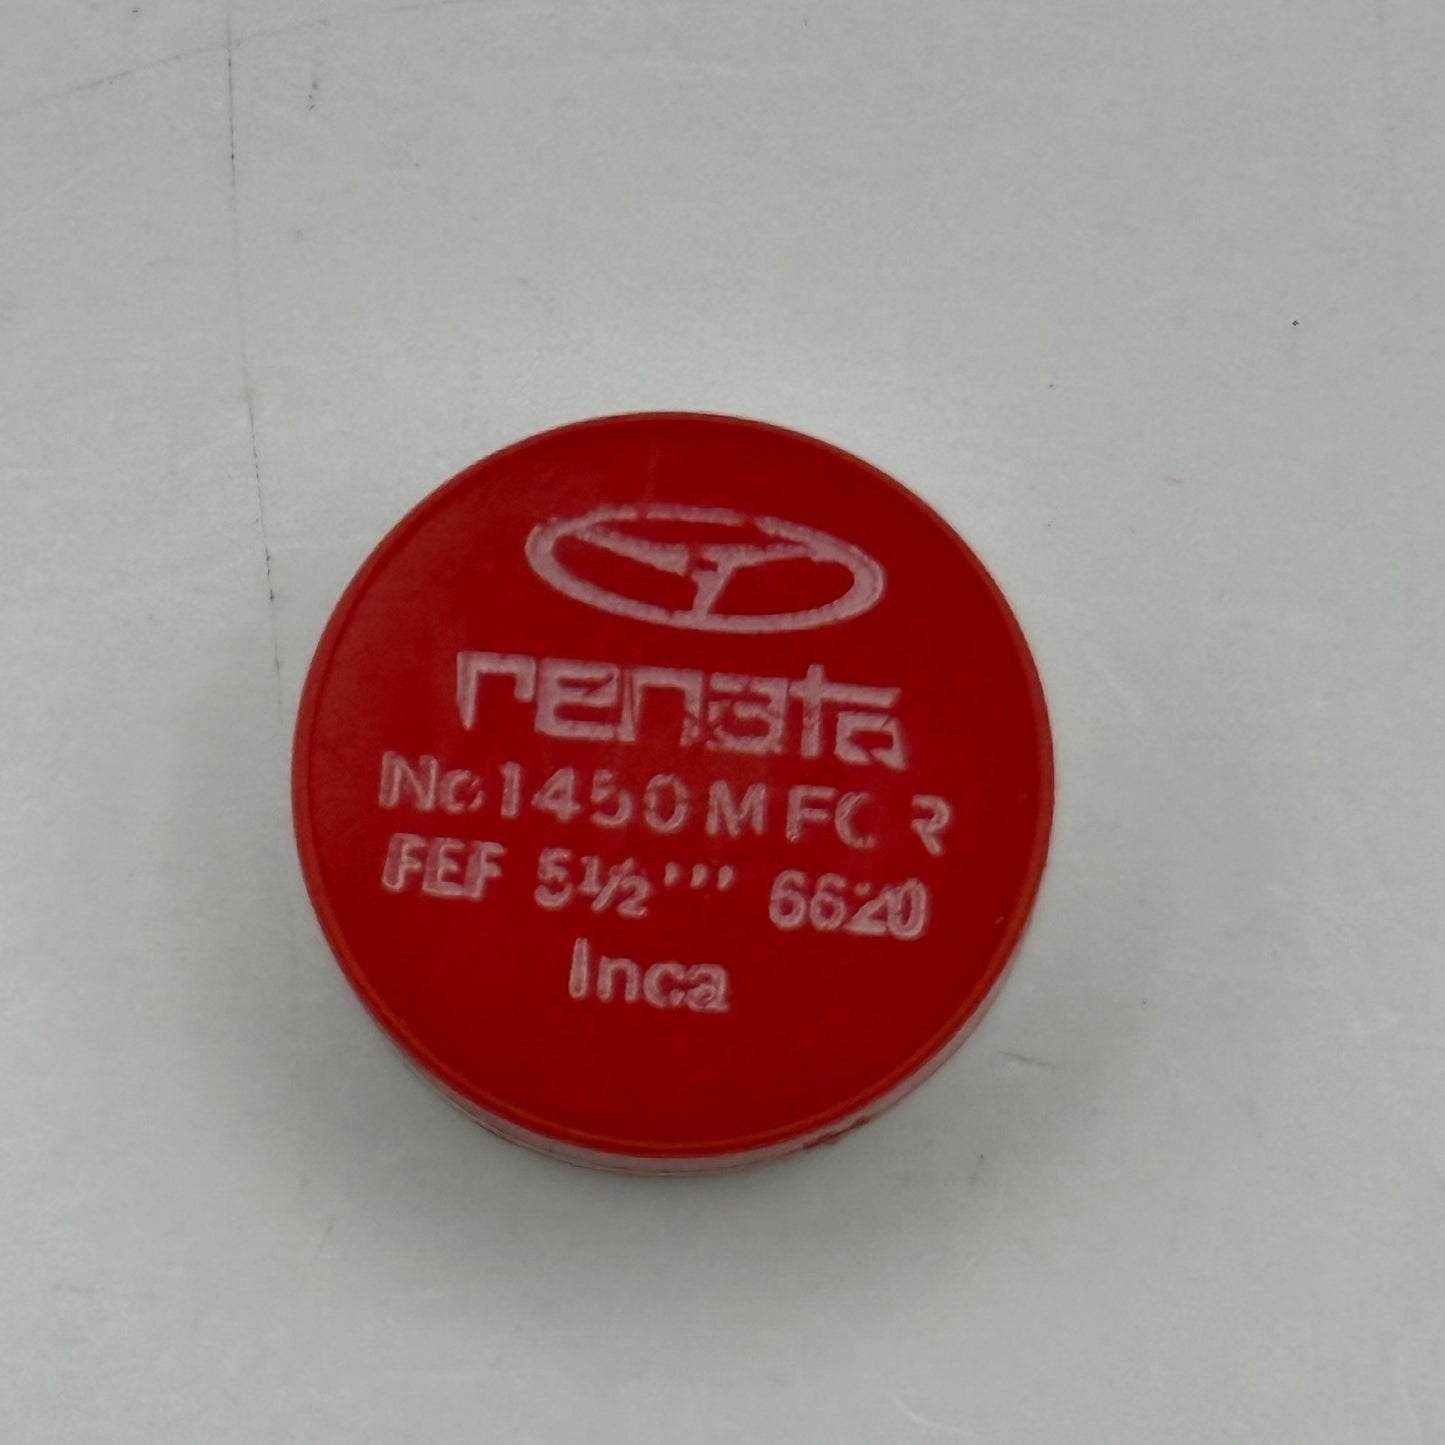 renata
No 1450 M FOR
FEF 5½''' 6620
Inca